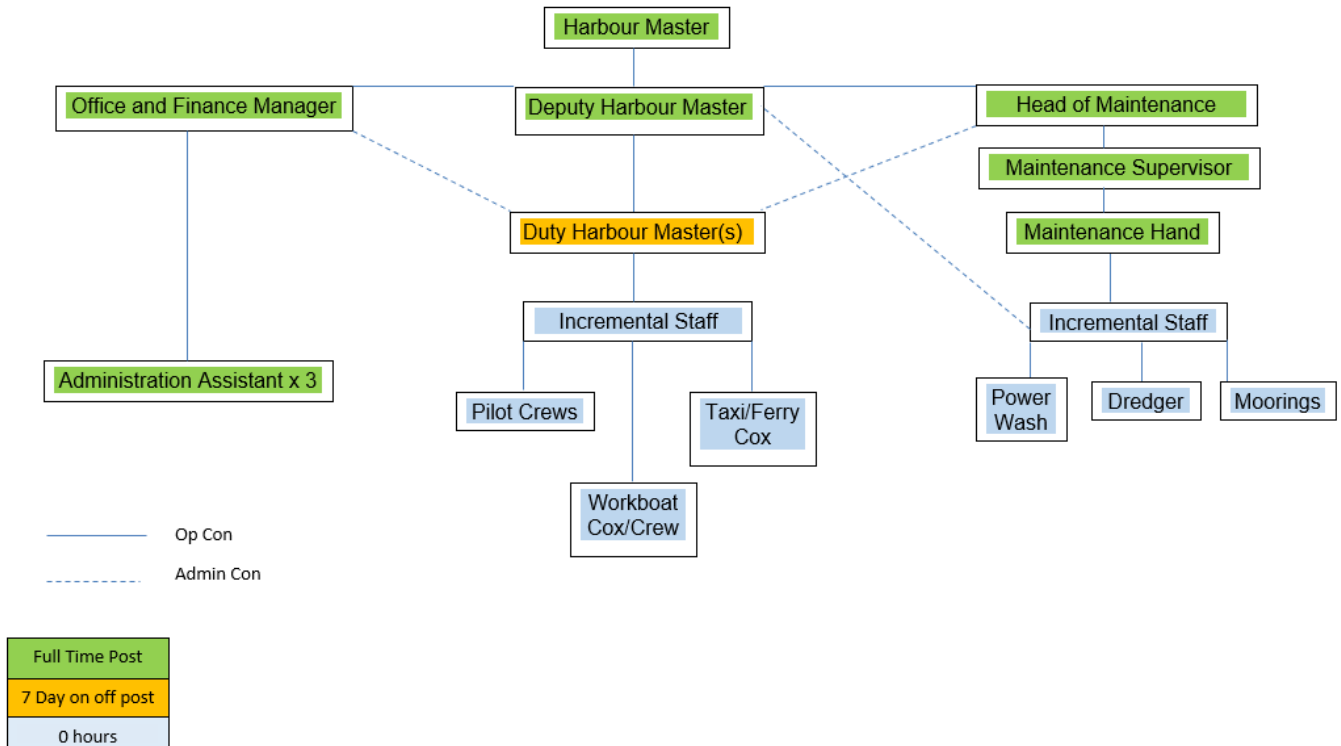 Harbour Master
Office and Finance Manager
Deputy Harbour Master
Head of Maintenance
Maintenance Supervisor
Duty Harbour Master(s)
Maintenance Hand
Incremental Staff
Incremental Staff
Administration Assistant x 3
Pilot Crews
Taxi/Ferry
Cox
Power
Wash
Dredger
Moorings
Workboat
Cox/Crew
Op Con
Admin Con
Full Time Post
7 Day on off post
0 hours